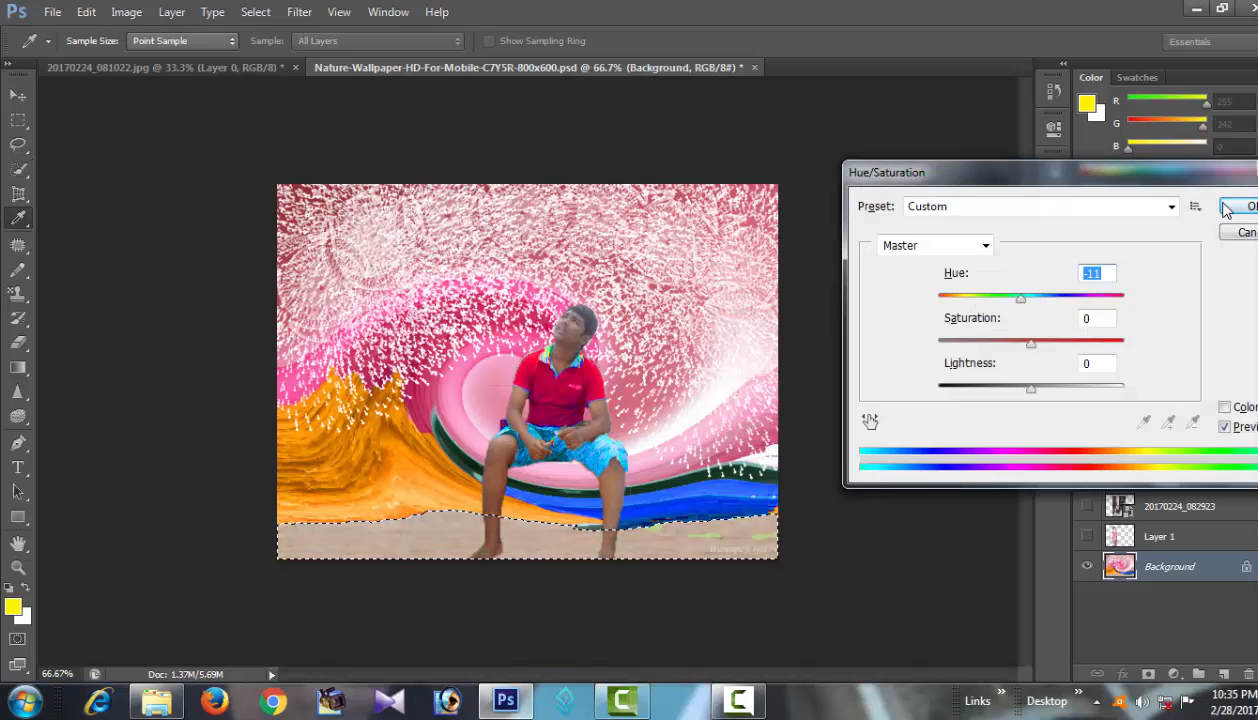 Ps File Edit Image Layer Type Select Filter View Window Help
Sample Size: Point Sample Sample: All Layers Show Sampling Ring Essentials
20170224_081022.jpg @ 33.3% (Layer 0, RGB/8) * × Nature-Wallpaper-HD-For-Mobile-C7Y5R-800x600.psd @ 66.7% (Background, RGB/8#) * ×
Color Swatches
R 255
G 242
B 0
Hue/Saturation
Preset: Custom
Master
Hue: -11
Saturation: 0
Lightness: 0
Can
Color
Previ
20170224_082923
Layer 1
Background
66.67% Doc: 1.37M/5.69M
Links » Desktop »
10:35 PM
2/28/2017